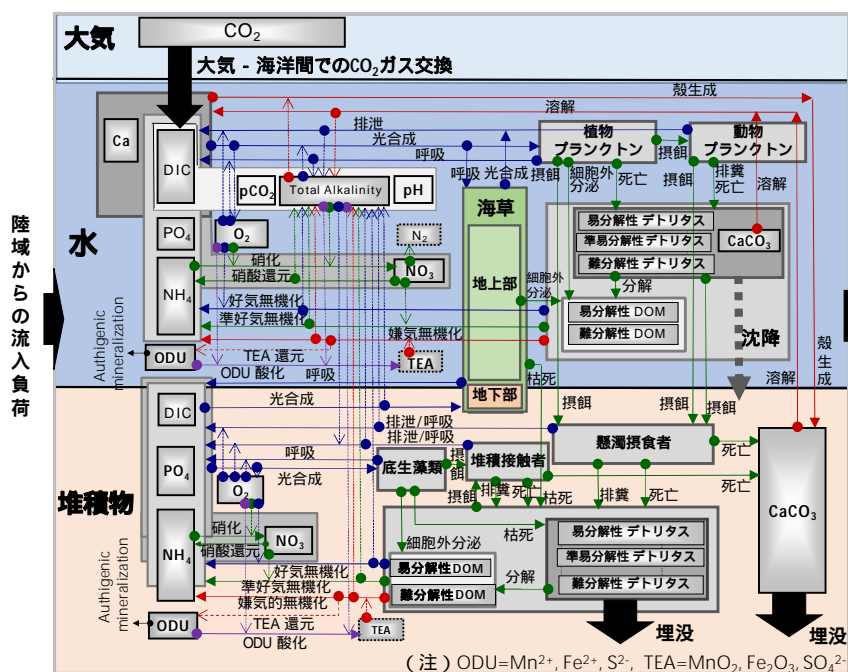 大気
CO₂
大気 - 海洋間でのCO₂ガス交換
殻生成
溶解
排泄
光合成
呼吸
植物
プランクトン
摂餌
動物
プランクトン
Ca
DIC
pCO₂
Total Alkalinity
pH
呼吸
光合成
摂餌
細胞外
分泌
死亡
摂餌
排糞
死亡
溶解
海草
陸域からの流入負荷
水
PO₄
O₂
N₂
硝化
硝酸還元
NO₃
NH₄
地上部
細胞外
分泌
易分解性 デトリタス
準易分解性 デトリタス
難分解性 デトリタス
CaCO₃
分解
易分解性 DOM
難分解性 DOM
沈降
好気無機化
準好気無機化
嫌気無機化
Authigenic
mineralization
ODU
TEA 還元
TEA
ODU 酸化
呼吸
枯死
地下部
溶解
殻生成
DIC
光合成
摂餌
摂餌
排泄/呼吸
排泄/呼吸
懸濁摂食者
死亡
呼吸
PO₄
光合成
底生藻類
摂餌
堆積接触者
死亡
堆積物
O₂
摂餌
排糞
死亡
枯死
排糞
死亡
CaCO₃
硝化
NO₃
硝酸還元
NH₄
枯死
細胞外分泌
易分解性 デトリタス
準易分解性 デトリタス
難分解性 デトリタス
好気無機化
準好気無機化
嫌気的無機化
易分解性 DOM
難分解性 DOM
分解
Authigenic
mineralization
ODU
TEA 還元
TEA
ODU 酸化
埋没
埋没
(注) ODU=Mn²⁺, Fe²⁺, S²⁻, TEA=MnO₂, Fe₂O₃, SO₄²⁻